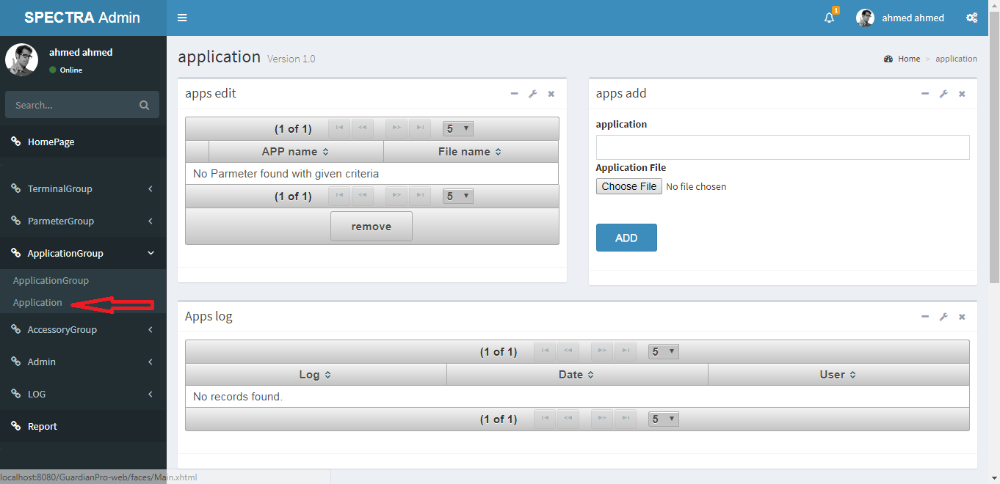 SPECTRA Admin
1
ahmed ahmed
ahmed ahmed
Online
Search...
HomePage
TerminalGroup
ParmeterGroup
ApplicationGroup
ApplicationGroup
Application
AccessoryGroup
Admin
LOG
Report
application Version 1.0
Home > application
apps edit
(1 of 1) 5
APP name File name
No Parmeter found with given criteria
(1 of 1) 5
remove
apps add
application
Application File
Choose File No file chosen
ADD
Apps log
(1 of 1) 5
Log Date User
No records found.
(1 of 1) 5
localhost:8080/GuardianPro-web/faces/Main.xhtml